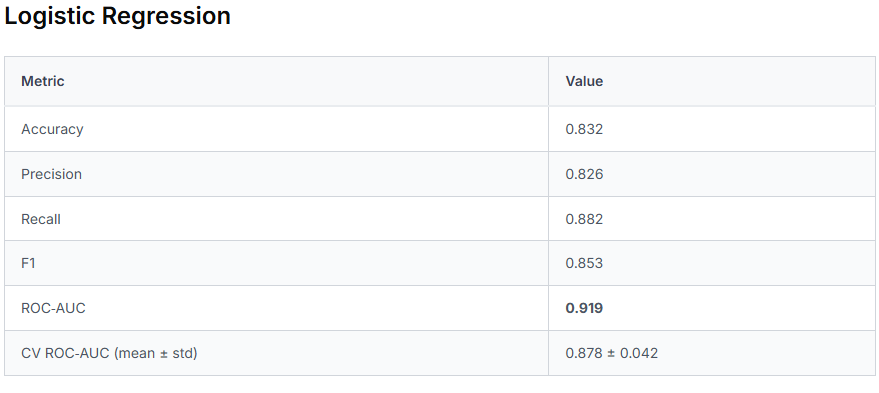 Logistic Regression
Metric Value
Accuracy 0.832
Precision 0.826
Recall 0.882
F1 0.853
ROC-AUC 0.919
CV ROC-AUC (mean ± std) 0.878 ± 0.042